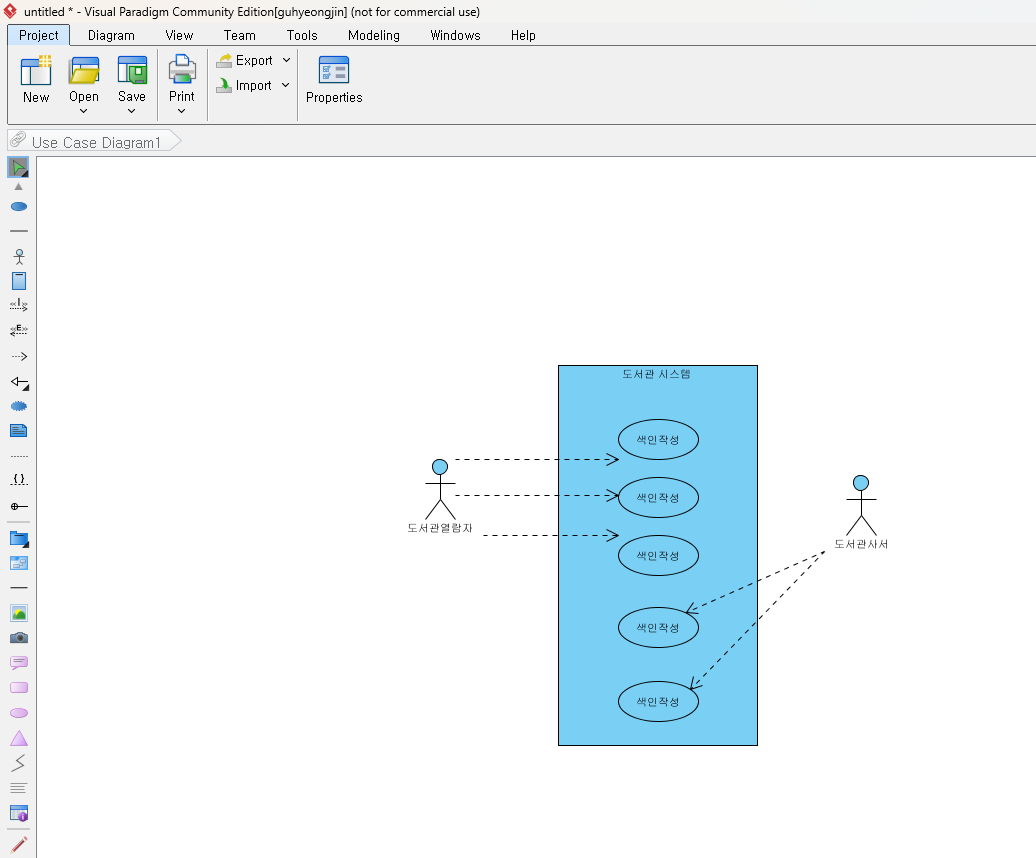 untitled * - Visual Paradigm Community Edition[guhyeongjin] (not for commercial use)
Project Diagram View Team Tools Modeling Windows Help
New Open Save Print Export Import Properties
Use Case Diagram1
<<I>>
<<E>>
{ }
도서관 시스템
색인작성
색인작성
도서관열람자
도서관사서
색인작성
색인작성
색인작성